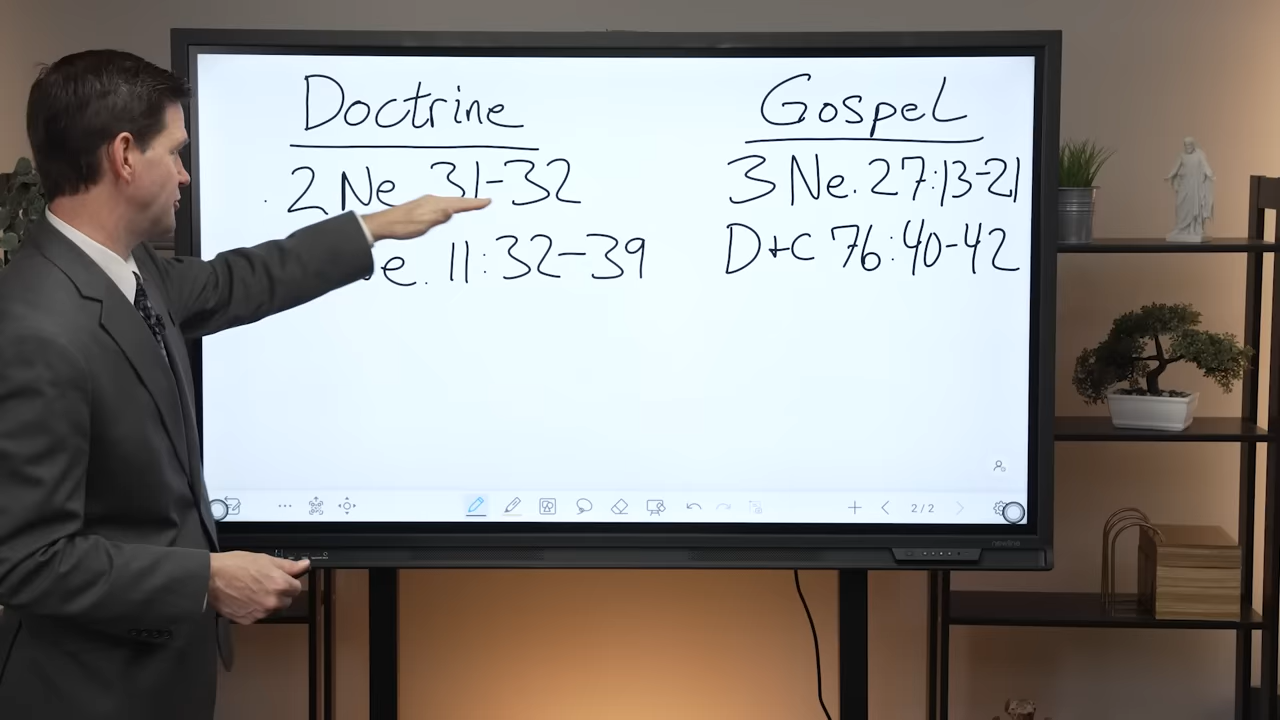 Doctrine
2 Ne. 31-32
e. 11:32-39
Gospel
3 Ne. 27:13-21
D+C 76:40-42
2/2
newline